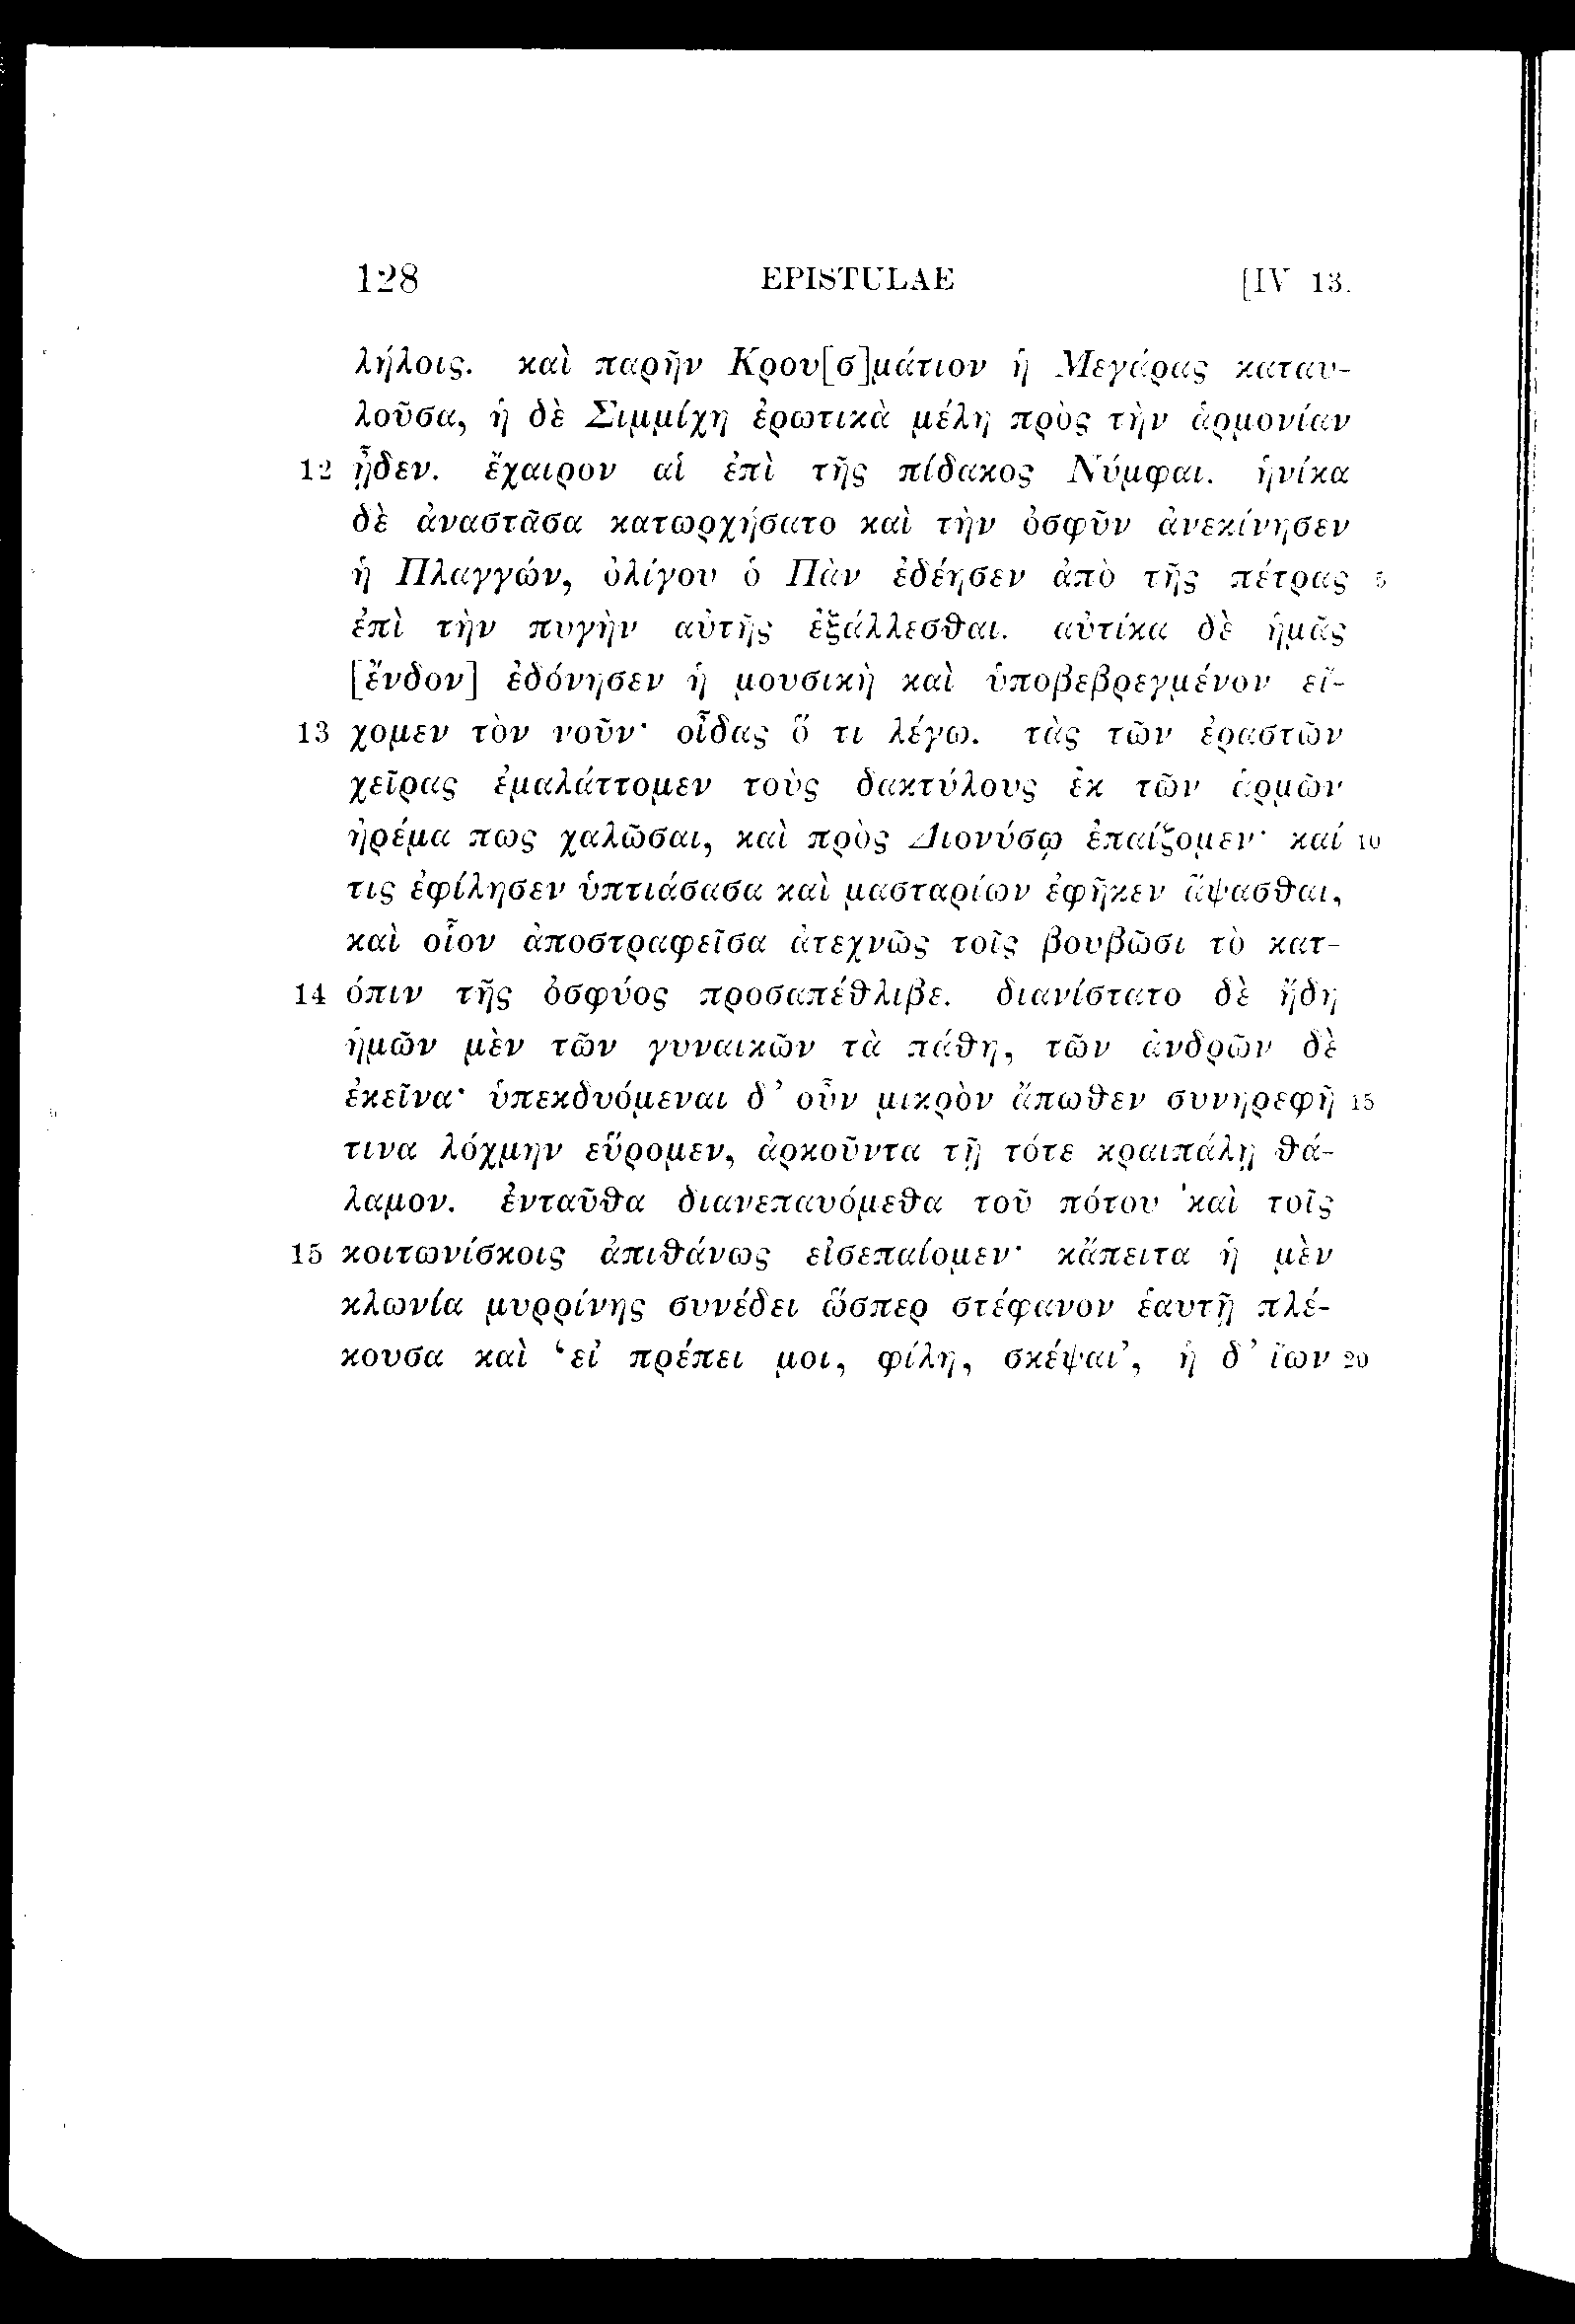 128 EPISTULAE [IV 13.
λήλοις. καὶ παρῆν Κρου[σ]μάτιον ἡ Μεγάρας καταυ-
λοῦσα, ἡ δὲ Σιμμίχη ἐρωτικὰ μέλη πρὸς τὴν ἁρμονίαν
12 ᾖδεν. ἔχαιρον αἱ ἐπὶ τῆς πίδακος Νύμφαι. ἡνίκα
δὲ ἀναστᾶσα κατωρχήσατο καὶ τὴν ὀσφῦν ἀνεκίνησεν
ἡ Πλαγγών, ὀλίγου ὁ Πὰν ἐδέησεν ἀπὸ τῆς πέτρας 5
ἐπὶ τὴν πυγὴν αὐτῆς ἐξάλλεσθαι. αὐτίκα δὲ ἡμᾶς
[ἔνδον] ἐδόνησεν ἡ μουσικὴ καὶ ὑποβεβρεγμένον εἴ-
13 χομεν τὸν νοῦν· οἶδας ὅ τι λέγω. τὰς τῶν ἐραστῶν
χεῖρας ἐμαλάττομεν τοὺς δακτύλους ἐκ τῶν ἁρμῶν
ἠρέμα πως χαλῶσαι, καὶ πρὸς Διονύσῳ ἐπαίζομεν· καί 10
τις ἐφίλησεν ὑπτιάσασα καὶ μασταρίων ἐφῆκεν ἅψασθαι,
καὶ οἷον ἀποστραφεῖσα ἀτεχνῶς τοῖς βουβῶσι τὸ κατ-
14 όπιν τῆς ὀσφύος προσαπέθλιβε. διανίστατο δὲ ἤδη
ἡμῶν μὲν τῶν γυναικῶν τὰ πάθη, τῶν ἀνδρῶν δὲ
ἐκεῖνα· ὑπεκδυόμεναι δ’ οὖν μικρὸν ἄπωθεν συνηρεφῆ 15
τινα λόχμην εὕρομεν, ἀρκοῦντα τῇ τότε κραιπάλῃ θά-
λαμον. ἐνταῦθα διανεπαυόμεθα τοῦ πότου καὶ τοῖς
15 κοιτωνίσκοις ἀπιθάνως εἰσεπαίομεν· κἄπειτα ἡ μὲν
κλωνία μυρρίνης συνέδει ὥσπερ στέφανον ἑαυτῇ πλέ-
κουσα καὶ ‘εἰ πρέπει μοι, φίλη, σκέψαι’, ἡ δ’ ἴων 20